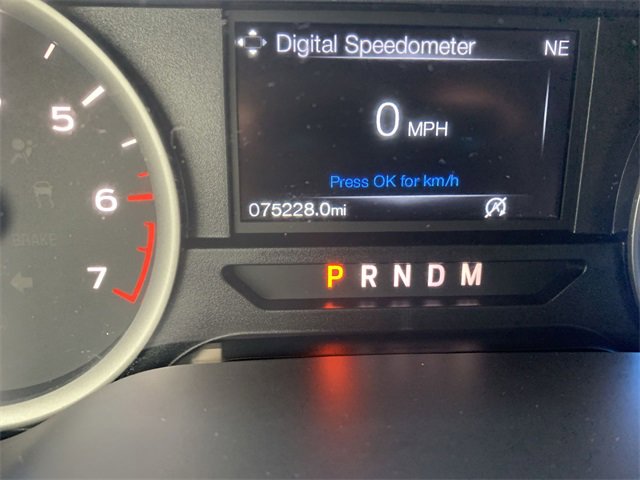 Digital Speedometer NE
0 MPH
Press OK for km/h
075228.0mi
5
6
7
BRAKE
P R N D M